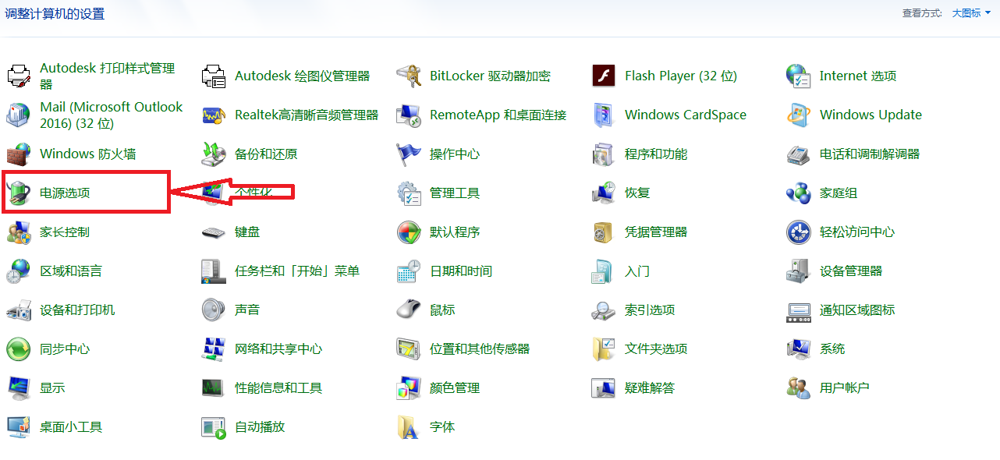 调整计算机的设置
查看方式: 大图标
Autodesk 打印样式管理
器
Autodesk 绘图仪管理器
BitLocker 驱动器加密
Flash Player (32 位)
Internet 选项
Mail (Microsoft Outlook
2016) (32 位)
Realtek高清晰音频管理器
RemoteApp 和桌面连接
Windows CardSpace
Windows Update
Windows 防火墙
备份和还原
操作中心
程序和功能
电话和调制解调器
电源选项
个性化
管理工具
恢复
家庭组
家长控制
键盘
默认程序
凭据管理器
轻松访问中心
区域和语言
任务栏和「开始」菜单
日期和时间
入门
设备管理器
设备和打印机
声音
鼠标
索引选项
通知区域图标
同步中心
网络和共享中心
位置和其他传感器
文件夹选项
系统
显示
性能信息和工具
颜色管理
疑难解答
用户帐户
桌面小工具
自动播放
字体